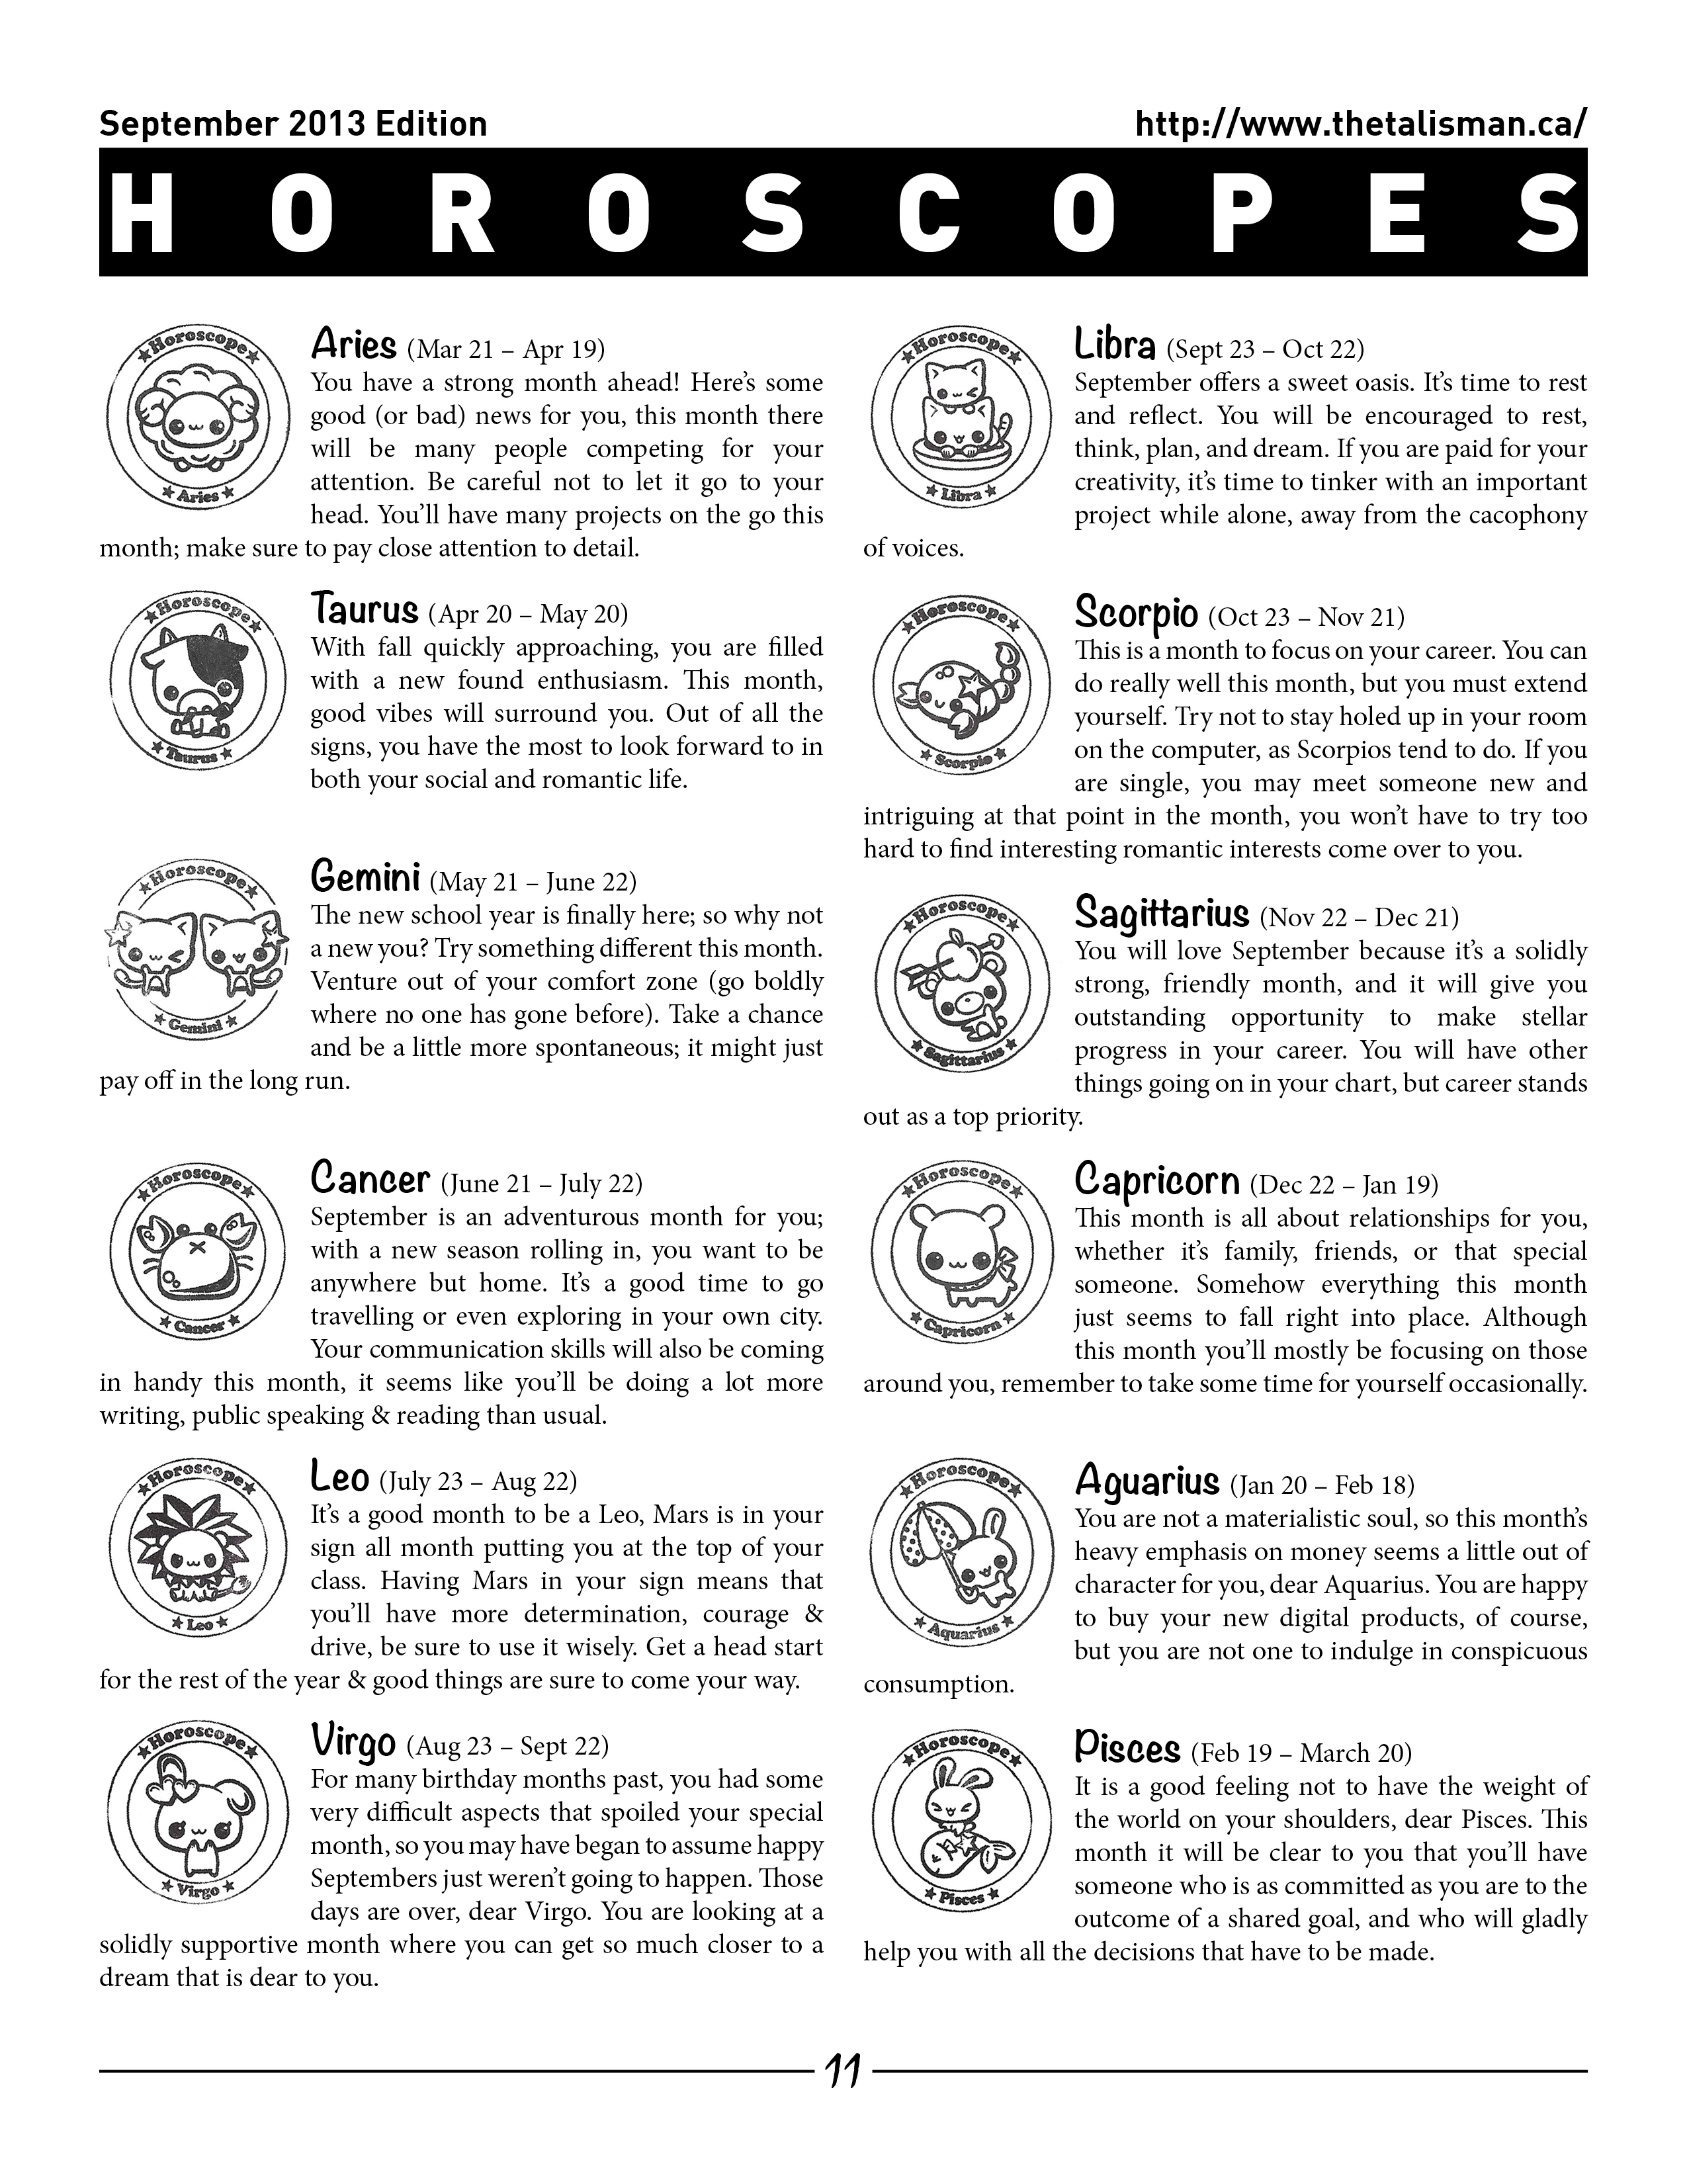 September 2013 Edition
http://www.thetalisman.ca/
HOROSCOPES
Horoscope
Aries
Aries (Mar 21 – Apr 19)
You have a strong month ahead! Here’s some
good (or bad) news for you, this month there
will be many people competing for your
attention. Be careful not to let it go to your
head. You’ll have many projects on the go this
month; make sure to pay close attention to detail.
Horoscope
Taurus
Taurus (Apr 20 – May 20)
With fall quickly approaching, you are filled
with a new found enthusiasm. This month,
good vibes will surround you. Out of all the
signs, you have the most to look forward to in
both your social and romantic life.
Horoscope
Gemini
Gemini (May 21 – June 22)
The new school year is finally here; so why not
a new you? Try something different this month.
Venture out of your comfort zone (go boldly
where no one has gone before). Take a chance
and be a little more spontaneous; it might just
pay off in the long run.
Horoscope
Cancer
Cancer (June 21 – July 22)
September is an adventurous month for you;
with a new season rolling in, you want to be
anywhere but home. It’s a good time to go
travelling or even exploring in your own city.
Your communication skills will also be coming
in handy this month, it seems like you’ll be doing a lot more
writing, public speaking & reading than usual.
Horoscope
Leo
Leo (July 23 – Aug 22)
It’s a good month to be a Leo, Mars is in your
sign all month putting you at the top of your
class. Having Mars in your sign means that
you’ll have more determination, courage &
drive, be sure to use it wisely. Get a head start
for the rest of the year & good things are sure to come your way.
Horoscope
Virgo
Virgo (Aug 23 – Sept 22)
For many birthday months past, you had some
very difficult aspects that spoiled your special
month, so you may have began to assume happy
Septembers just weren’t going to happen. Those
days are over, dear Virgo. You are looking at a
solidly supportive month where you can get so much closer to a
dream that is dear to you.
Horoscope
Libra
Libra (Sept 23 – Oct 22)
September offers a sweet oasis. It’s time to rest
and reflect. You will be encouraged to rest,
think, plan, and dream. If you are paid for your
creativity, it’s time to tinker with an important
project while alone, away from the cacophony
of voices.
Horoscope
Scorpio
Scorpio (Oct 23 – Nov 21)
This is a month to focus on your career. You can
do really well this month, but you must extend
yourself. Try not to stay holed up in your room
on the computer, as Scorpios tend to do. If you
are single, you may meet someone new and
intriguing at that point in the month, you won’t have to try too
hard to find interesting romantic interests come over to you.
Horoscope
Sagittarius
Sagittarius (Nov 22 – Dec 21)
You will love September because it’s a solidly
strong, friendly month, and it will give you
outstanding opportunity to make stellar
progress in your career. You will have other
things going on in your chart, but career stands
out as a top priority.
Horoscope
Capricorn
Capricorn (Dec 22 – Jan 19)
This month is all about relationships for you,
whether it’s family, friends, or that special
someone. Somehow everything this month
just seems to fall right into place. Although
this month you’ll mostly be focusing on those
around you, remember to take some time for yourself occasionally.
Horoscope
Aquarius
Aguarius (Jan 20 – Feb 18)
You are not a materialistic soul, so this month’s
heavy emphasis on money seems a little out of
character for you, dear Aquarius. You are happy
to buy your new digital products, of course,
but you are not one to indulge in conspicuous
consumption.
Horoscope
Pisces
Pisces (Feb 19 – March 20)
It is a good feeling not to have the weight of
the world on your shoulders, dear Pisces. This
month it will be clear to you that you’ll have
someone who is as committed as you are to the
outcome of a shared goal, and who will gladly
help you with all the decisions that have to be made.
11